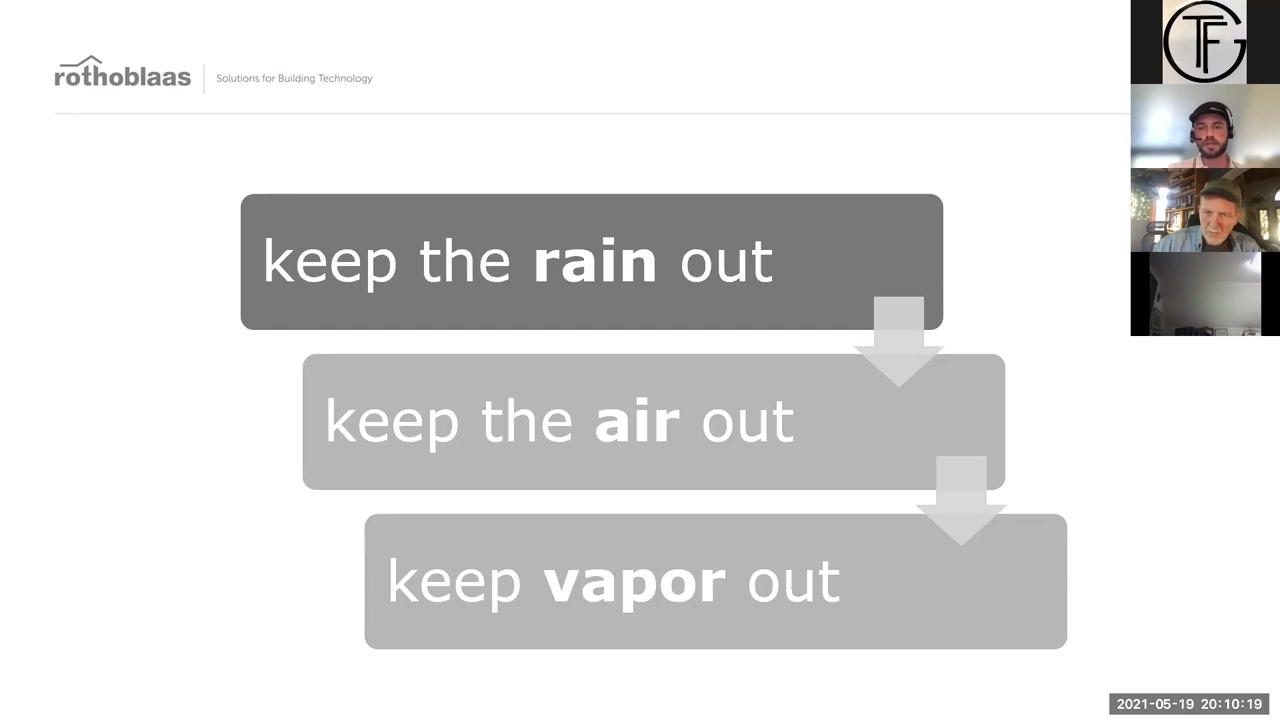 rothoblaas
Solutions for Building Technology
keep the rain out
keep the air out
keep vapor out
TFG
2021-05-19 20:10:19